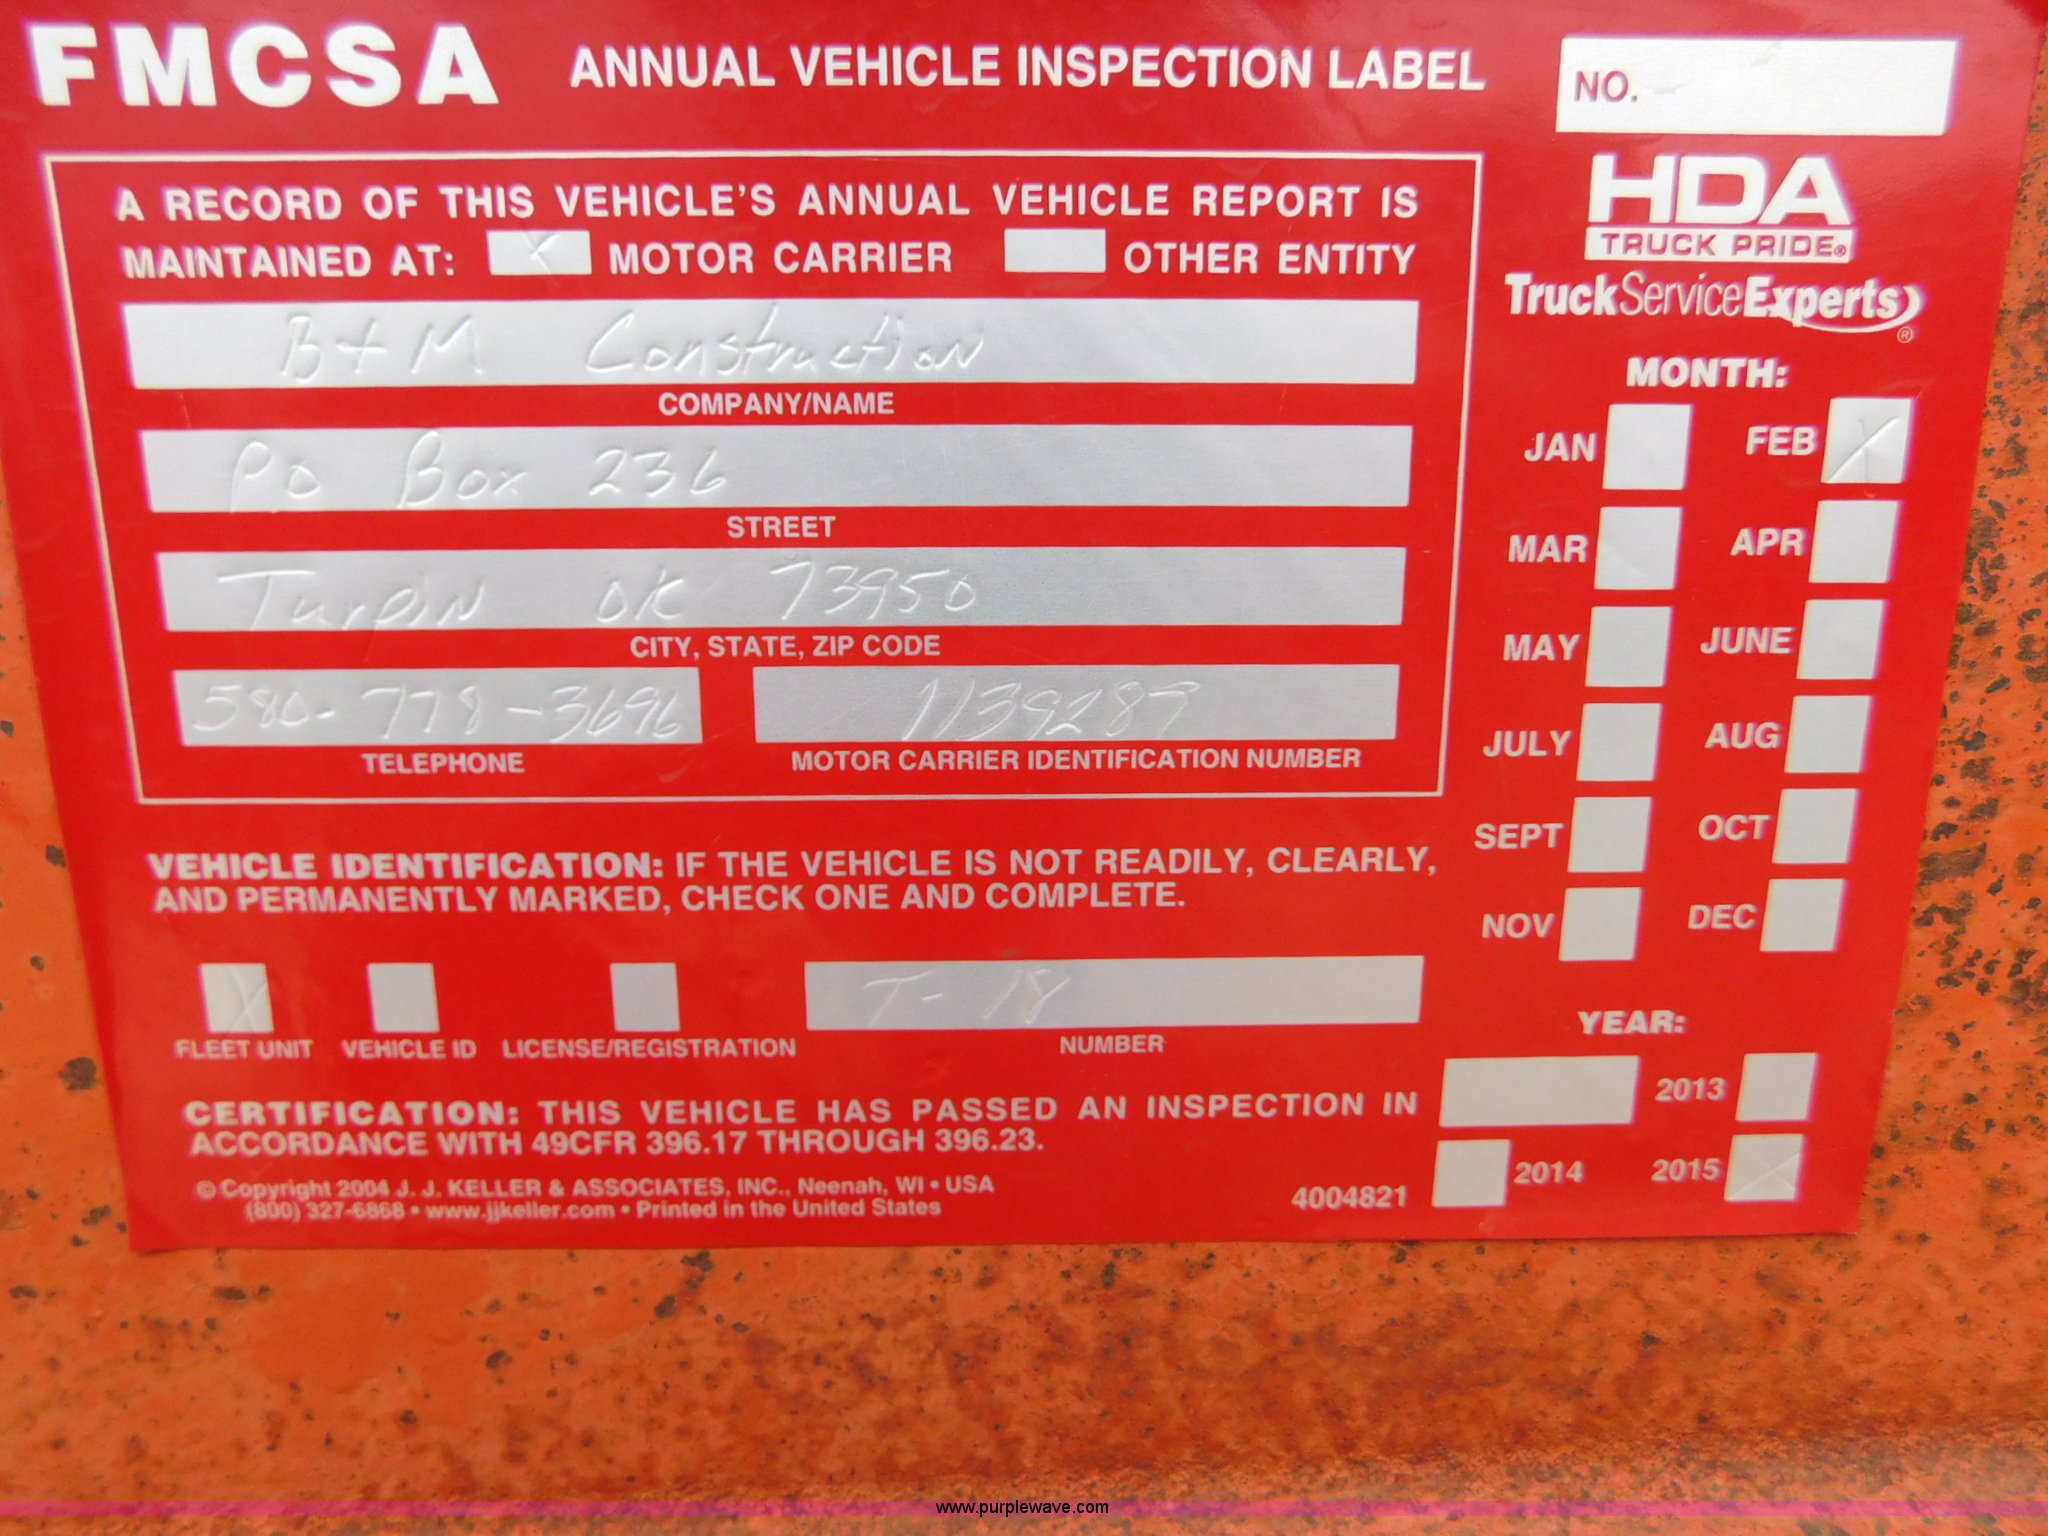 FMCSA ANNUAL VEHICLE INSPECTION LABEL
NO.
A RECORD OF THIS VEHICLE'S ANNUAL VEHICLE REPORT IS
MAINTAINED AT: X MOTOR CARRIER OTHER ENTITY
B+M Construction
COMPANY/NAME
PO Box 236
STREET
Turpin OK 73950
CITY, STATE, ZIP CODE
580-778-3696 1139289
TELEPHONE MOTOR CARRIER IDENTIFICATION NUMBER
VEHICLE IDENTIFICATION: IF THE VEHICLE IS NOT READILY, CLEARLY,
AND PERMANENTLY MARKED, CHECK ONE AND COMPLETE.
X T-18
FLEET UNIT VEHICLE ID LICENSE/REGISTRATION NUMBER
CERTIFICATION: THIS VEHICLE HAS PASSED AN INSPECTION IN
ACCORDANCE WITH 49CFR 396.17 THROUGH 396.23.
© Copyright 2004 J. J. KELLER & ASSOCIATES, INC., Neenah, WI • USA
(800) 327-6868 • www.jjkeller.com • Printed in the United States
4004821
HDA
TRUCK PRIDE®
TruckServiceExperts®
MONTH:
JAN FEB X
MAR APR
MAY JUNE
JULY AUG
SEPT OCT
NOV DEC
YEAR:
2013
2014 2015 X
www.purplewave.com